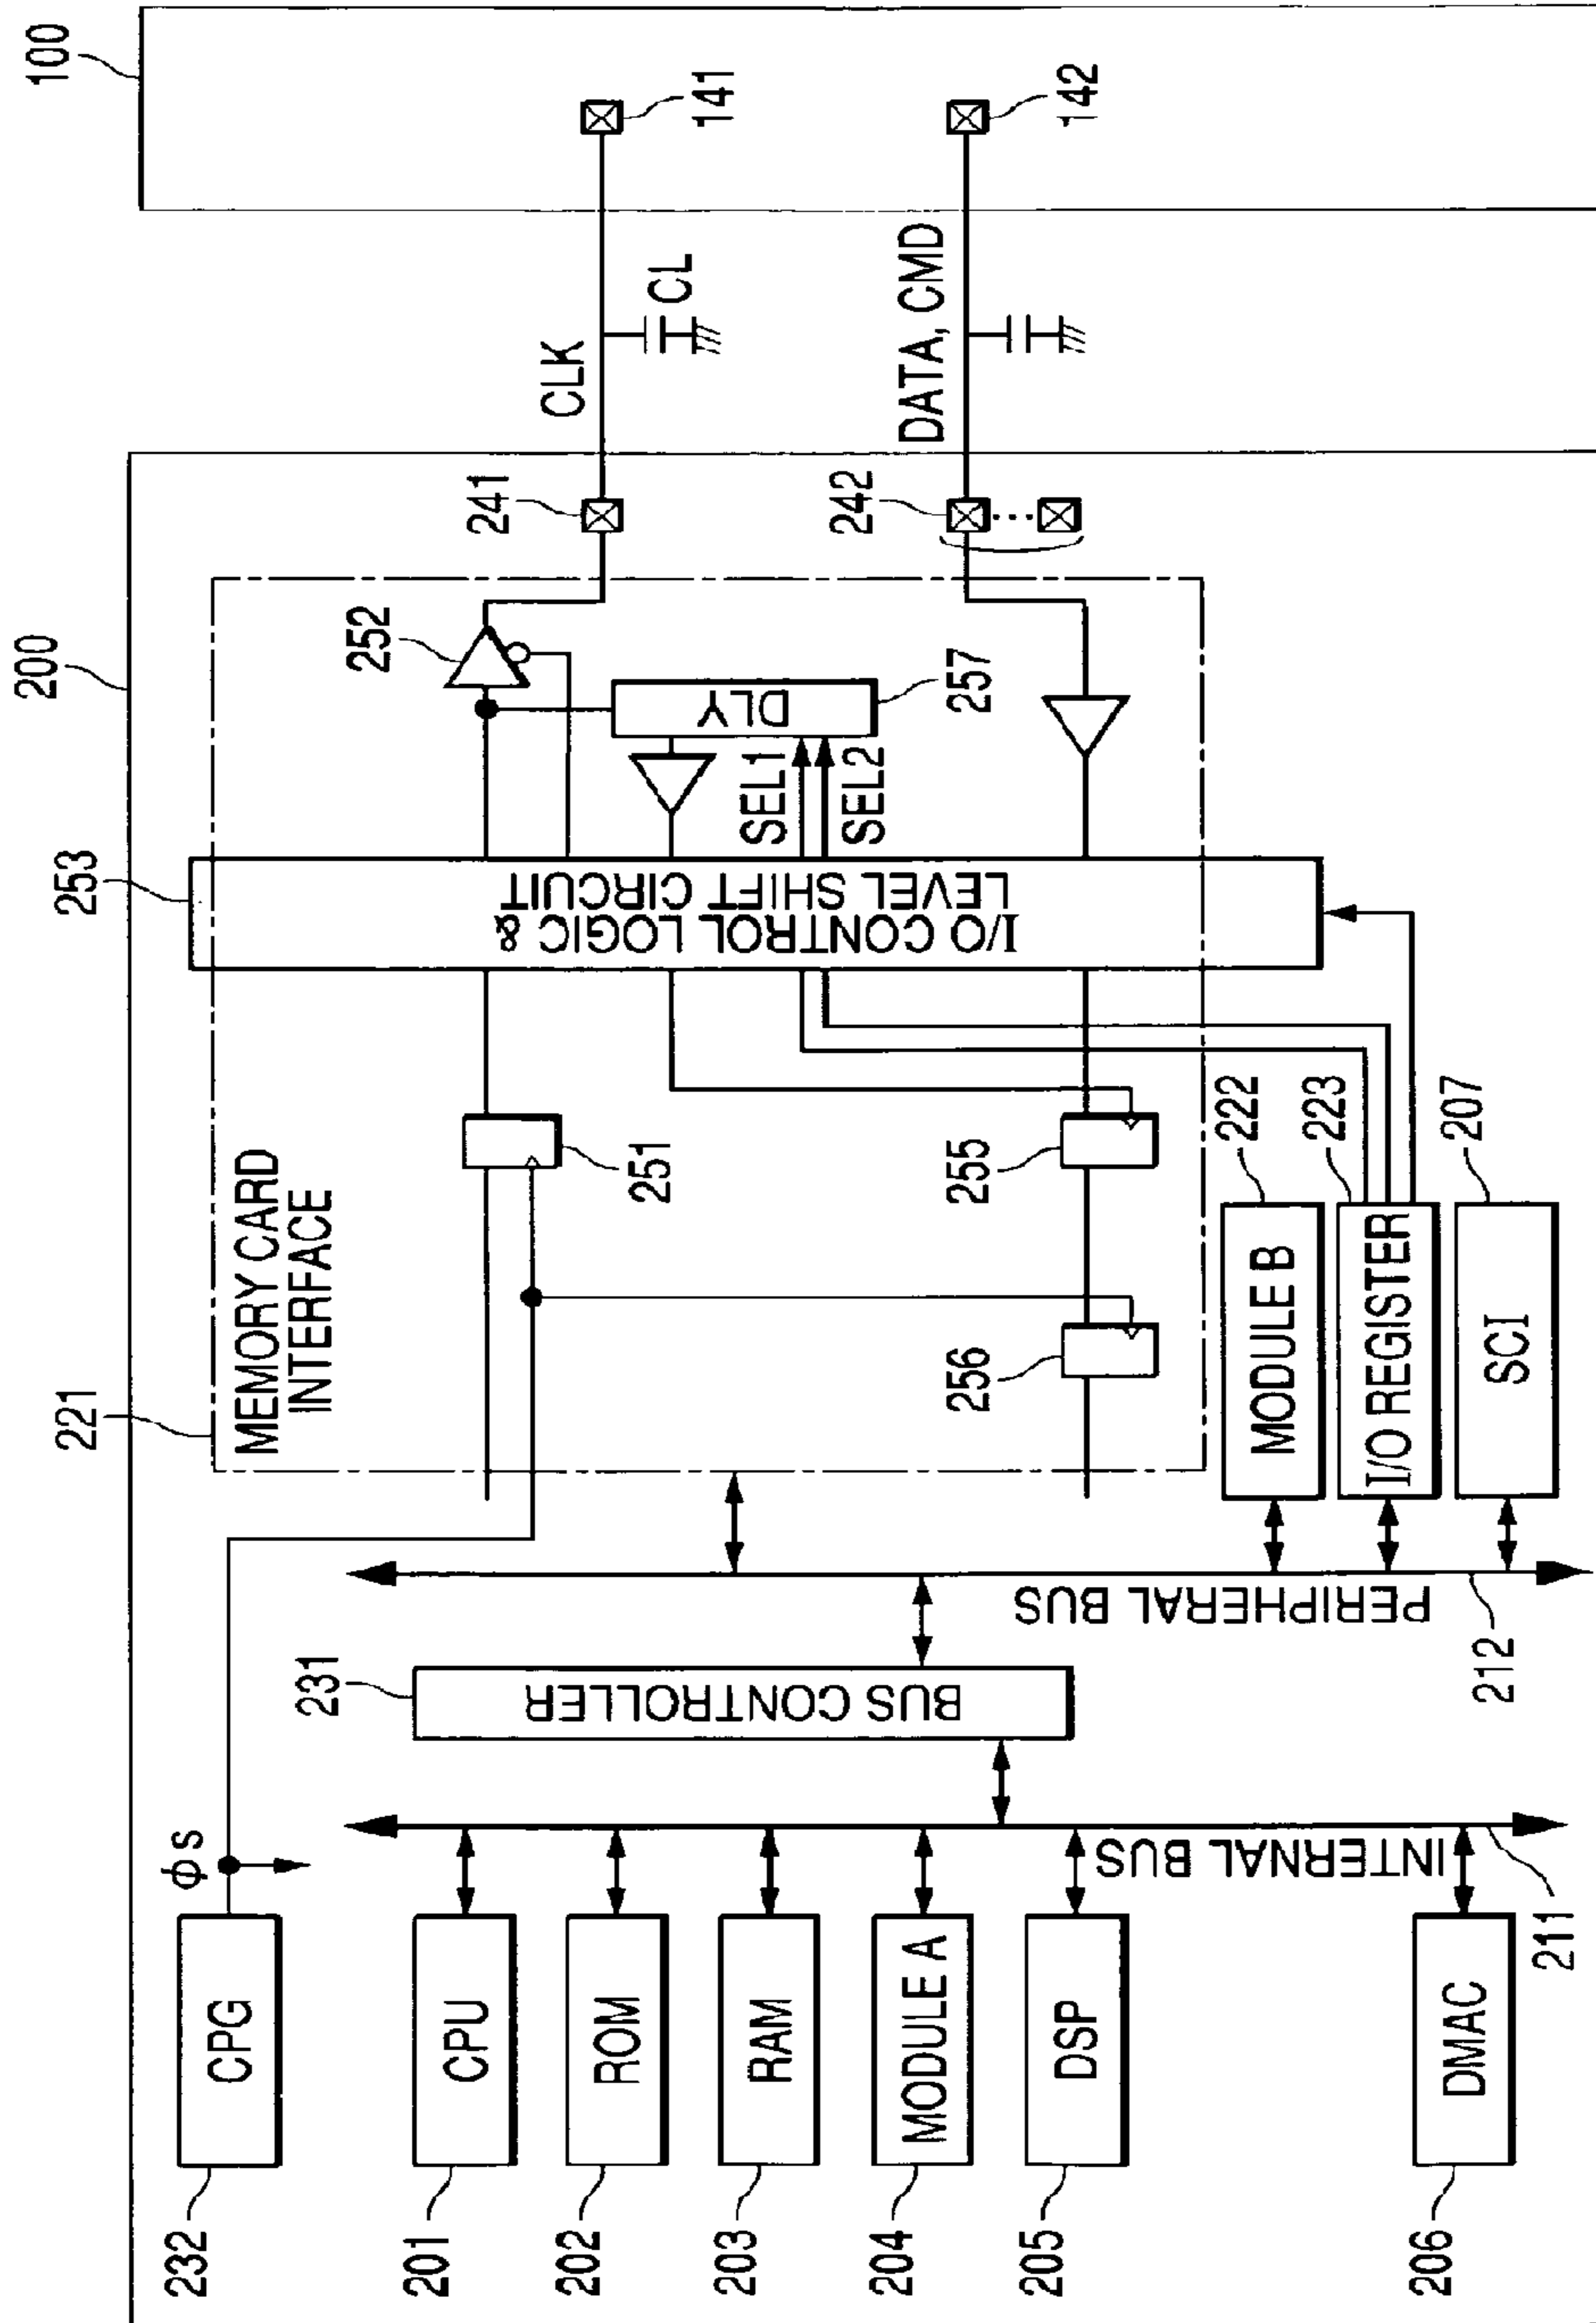 100
200
141
142
CLK
CL
DATA, CMD
241
242
252
257
DLY
SEL1
SEL2
253
I/O CONTROL LOGIC &
LEVEL SHIFT CIRCUIT
221
MEMORY CARD
INTERFACE
251
255
256
222
MODULE B
223
I/O REGISTER
207
SCI
PERIPHERAL BUS
212
231
BUS CONTROLLER
INTERNAL BUS
211
ϕs
CPG
232
CPU
201
ROM
202
RAM
203
MODULE A
204
DSP
205
DMAC
206